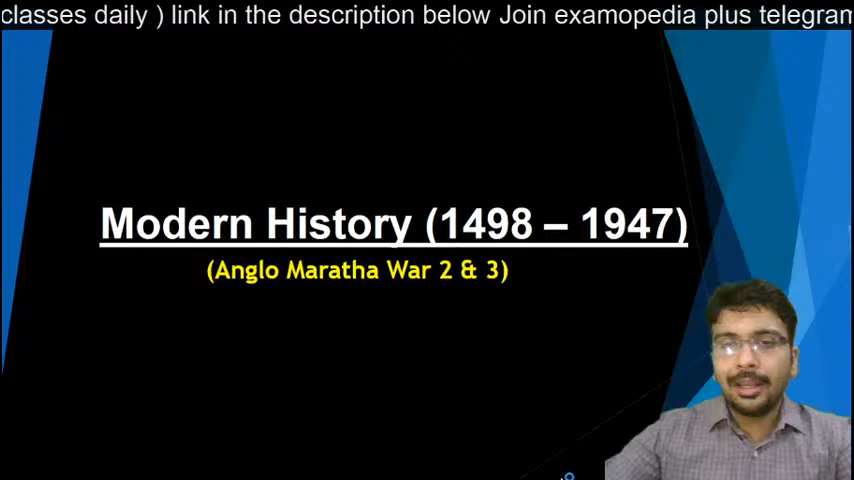 classes daily ) link in the description below Join examopedia plus telegram
Modern History (1498 – 1947)
(Anglo Maratha War 2 & 3)